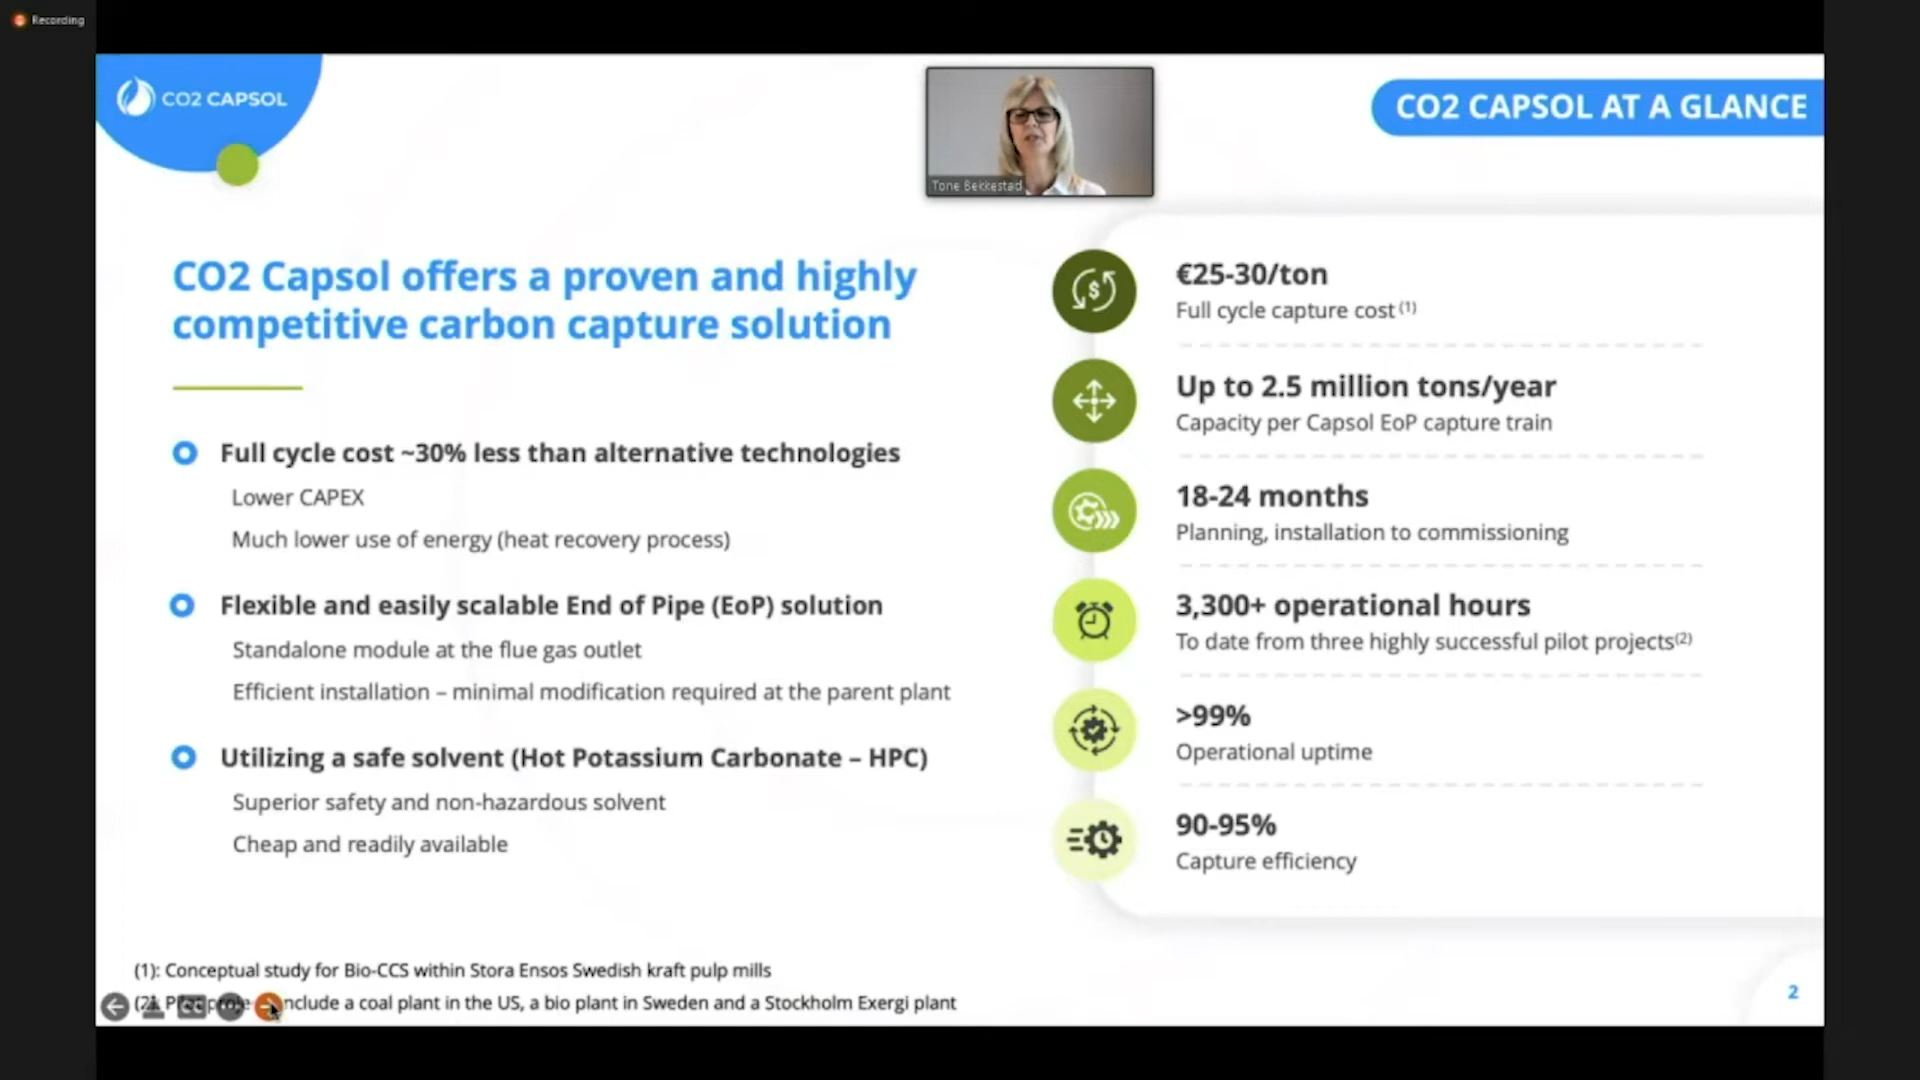 Recording
CO2 CAPSOL
Tone Bekkestad
CO2 CAPSOL AT A GLANCE
CO2 Capsol offers a proven and highly
competitive carbon capture solution
Full cycle cost ~30% less than alternative technologies
Lower CAPEX
Much lower use of energy (heat recovery process)
Flexible and easily scalable End of Pipe (EoP) solution
Standalone module at the flue gas outlet
Efficient installation – minimal modification required at the parent plant
Utilizing a safe solvent (Hot Potassium Carbonate – HPC)
Superior safety and non-hazardous solvent
Cheap and readily available
€25-30/ton
Full cycle capture cost (1)
Up to 2.5 million tons/year
Capacity per Capsol EoP capture train
18-24 months
Planning, installation to commissioning
3,300+ operational hours
To date from three highly successful pilot projects(2)
>99%
Operational uptime
90-95%
Capture efficiency
(1): Conceptual study for Bio-CCS within Stora Ensos Swedish kraft pulp mills
(2): include a coal plant in the US, a bio plant in Sweden and a Stockholm Exergi plant
2